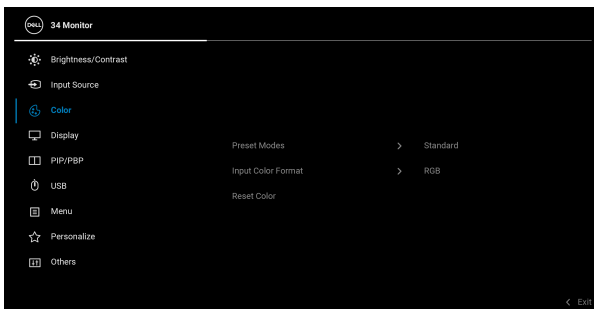 DELL 34 Monitor
Brightness/Contrast
Input Source
Color
Display
Preset Modes Standard
PIP/PBP
Input Color Format RGB
USB
Reset Color
Menu
Personalize
Others
Exit